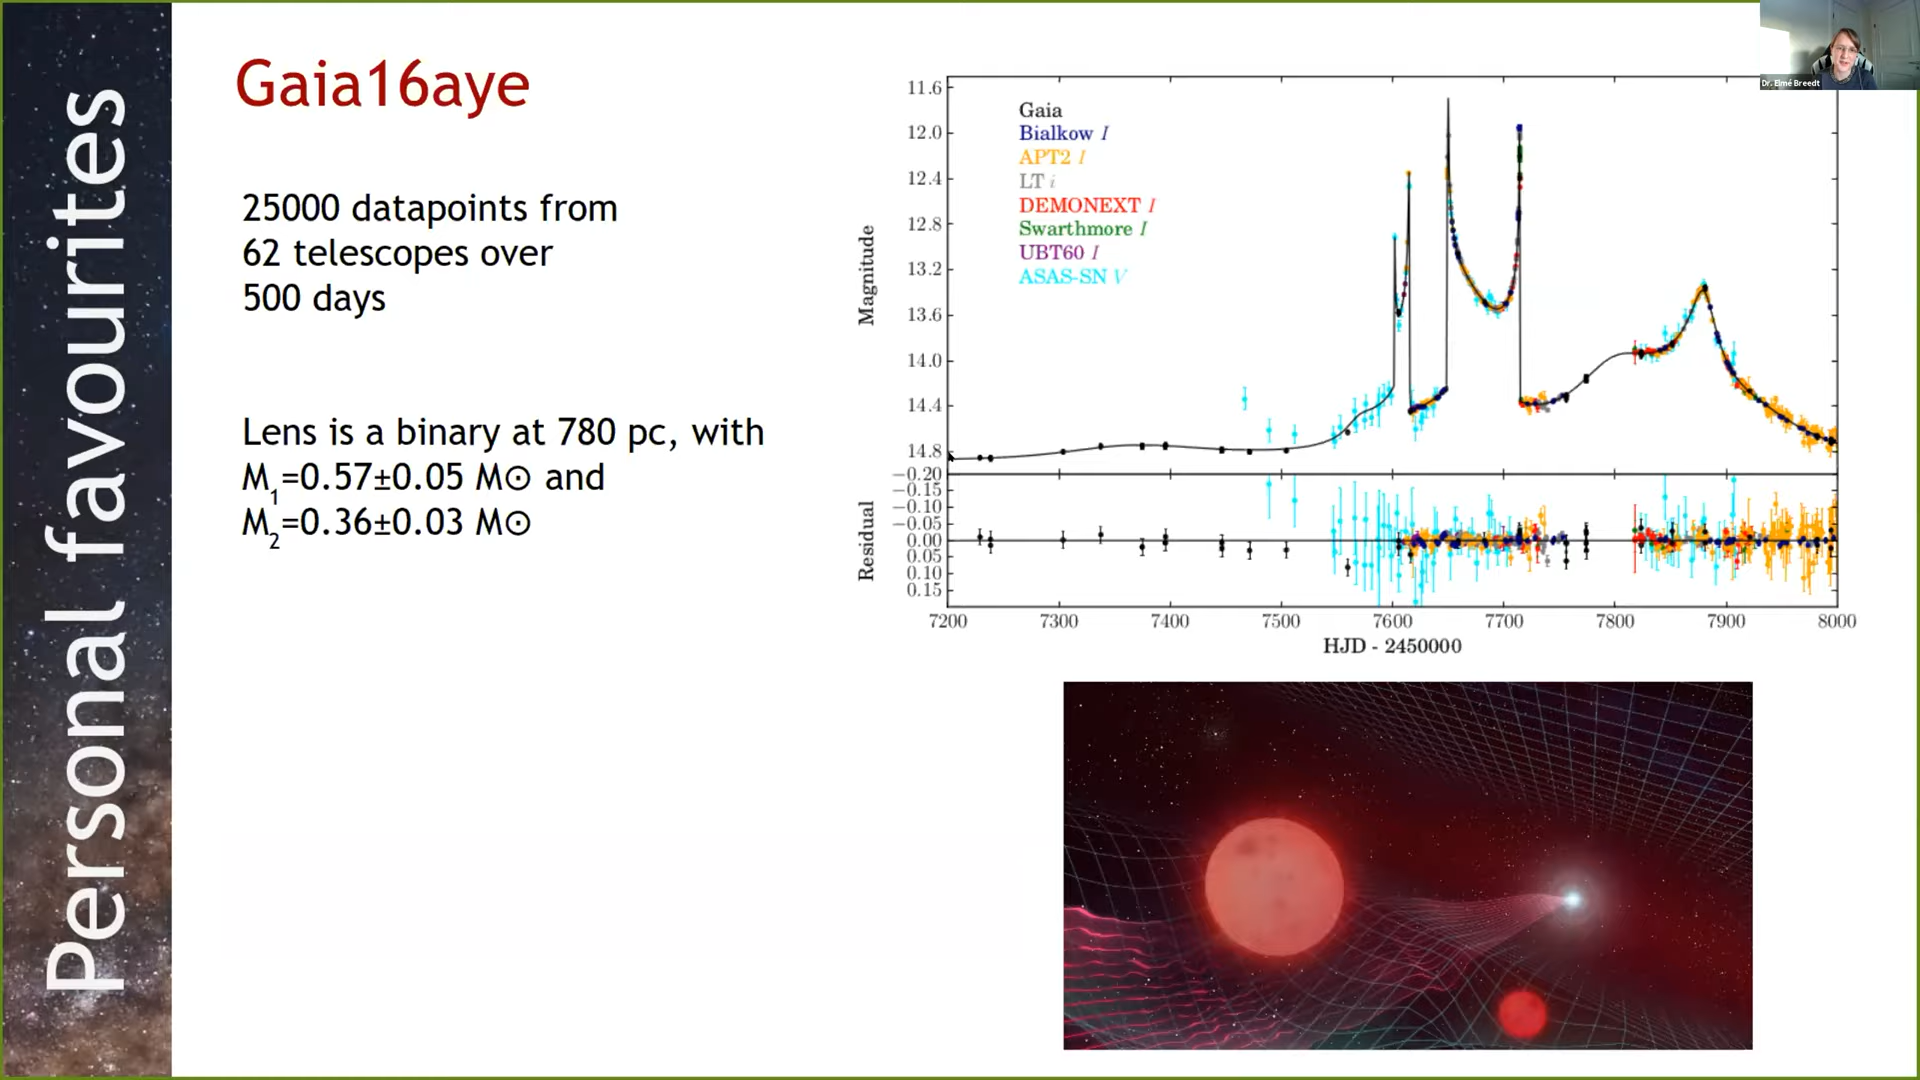 Personal favourites
Gaia16aye
25000 datapoints from
62 telescopes over
500 days
Lens is a binary at 780 pc, with
M1=0.57±0.05 M⊙ and
M2=0.36±0.03 M⊙
Dr. Elmé Breedt
Gaia
Bialkow I
APT2 I
LT i
DEMONEXT I
Swarthmore I
UBT60 I
ASAS-SN V
Magnitude
11.6
12.0
12.4
12.8
13.2
13.6
14.0
14.4
14.8
Residual
−0.20
−0.15
−0.10
−0.05
0.00
0.05
0.10
0.15
7200 7300 7400 7500 7600 7700 7800 7900 8000
HJD - 2450000